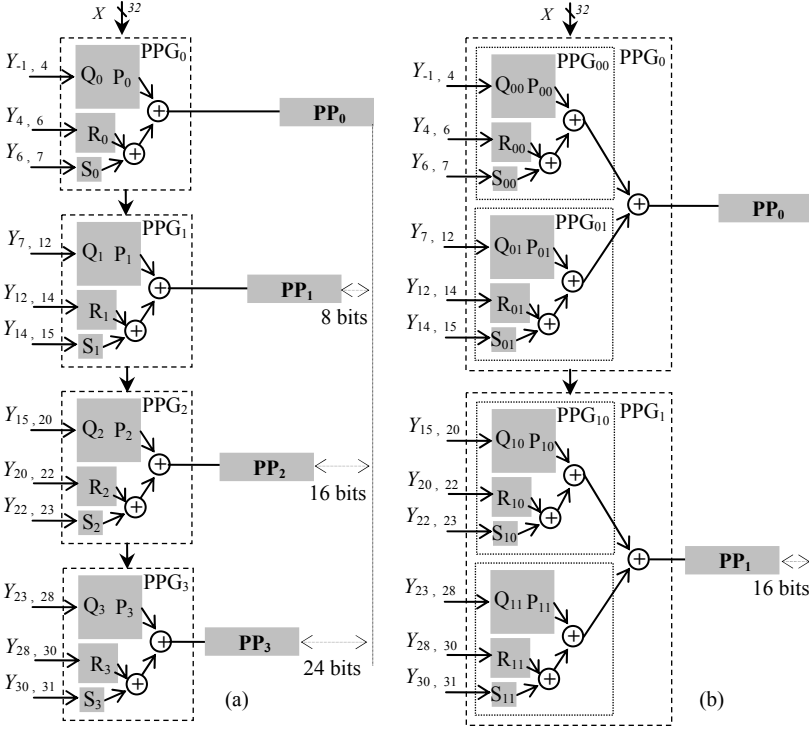 X 32
PPG0
Y-1, 4
Q0 P0
Y4, 6
R0
Y6, 7
S0
PP0
PPG1
Y7, 12
Q1 P1
Y12, 14
R1
Y14, 15
S1
PP1
8 bits
PPG2
Y15, 20
Q2 P2
Y20, 22
R2
Y22, 23
S2
PP2
16 bits
PPG3
Y23, 28
Q3 P3
Y28, 30
R3
Y30, 31
S3
PP3
24 bits
(a)
X 32
PPG00 PPG0
Y-1, 4
Q00 P00
Y4, 6
R00
Y6, 7
S00
PP0
PPG01
Y7, 12
Q01 P01
Y12, 14
R01
Y14, 15
S01
PPG10 PPG1
Y15, 20
Q10 P10
Y20, 22
R10
Y22, 23
S10
PP1
16 bits
Y23, 28
Q11 P11
Y28, 30
R11
Y30, 31
S11
(b)